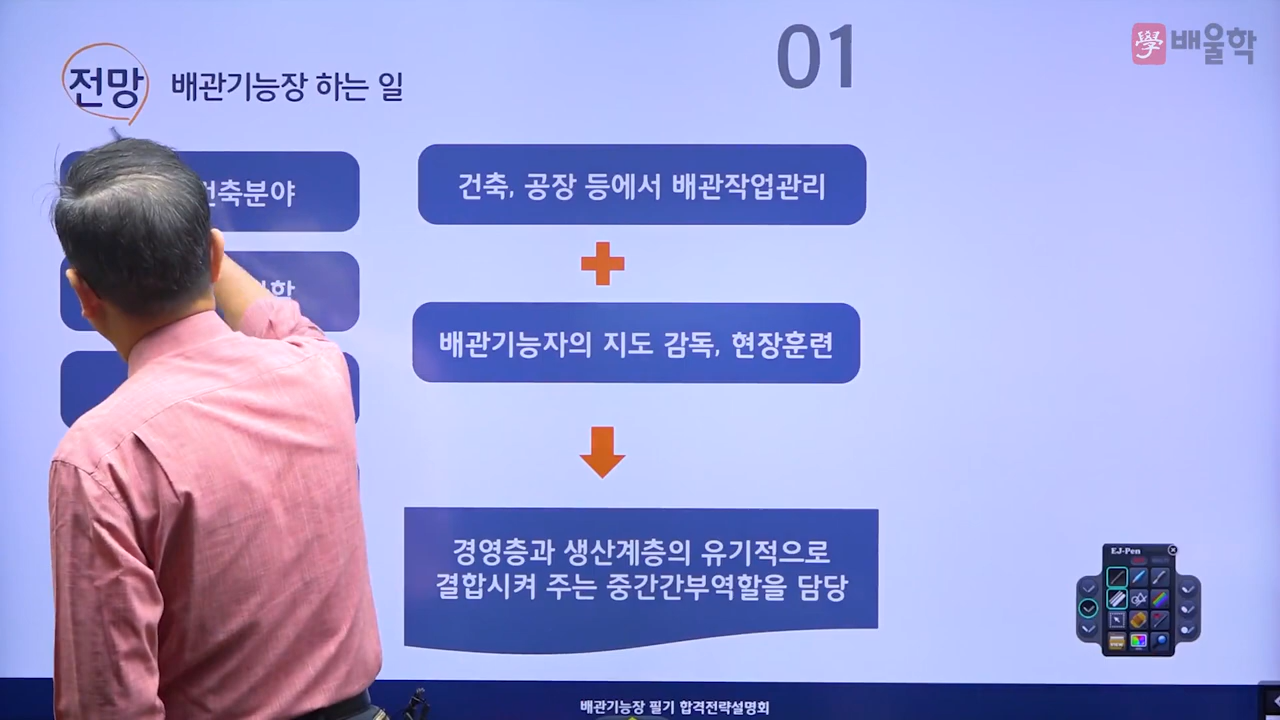 01
學 배울학
전망 배관기능장 하는 일
건축분야
건축, 공장 등에서 배관작업관리
배관기능자의 지도 감독, 현장훈련
경영층과 생산계층의 유기적으로
결합시켜 주는 중간간부역할을 담당
EJ-Pen
배관기능장 필기 합격전략설명회